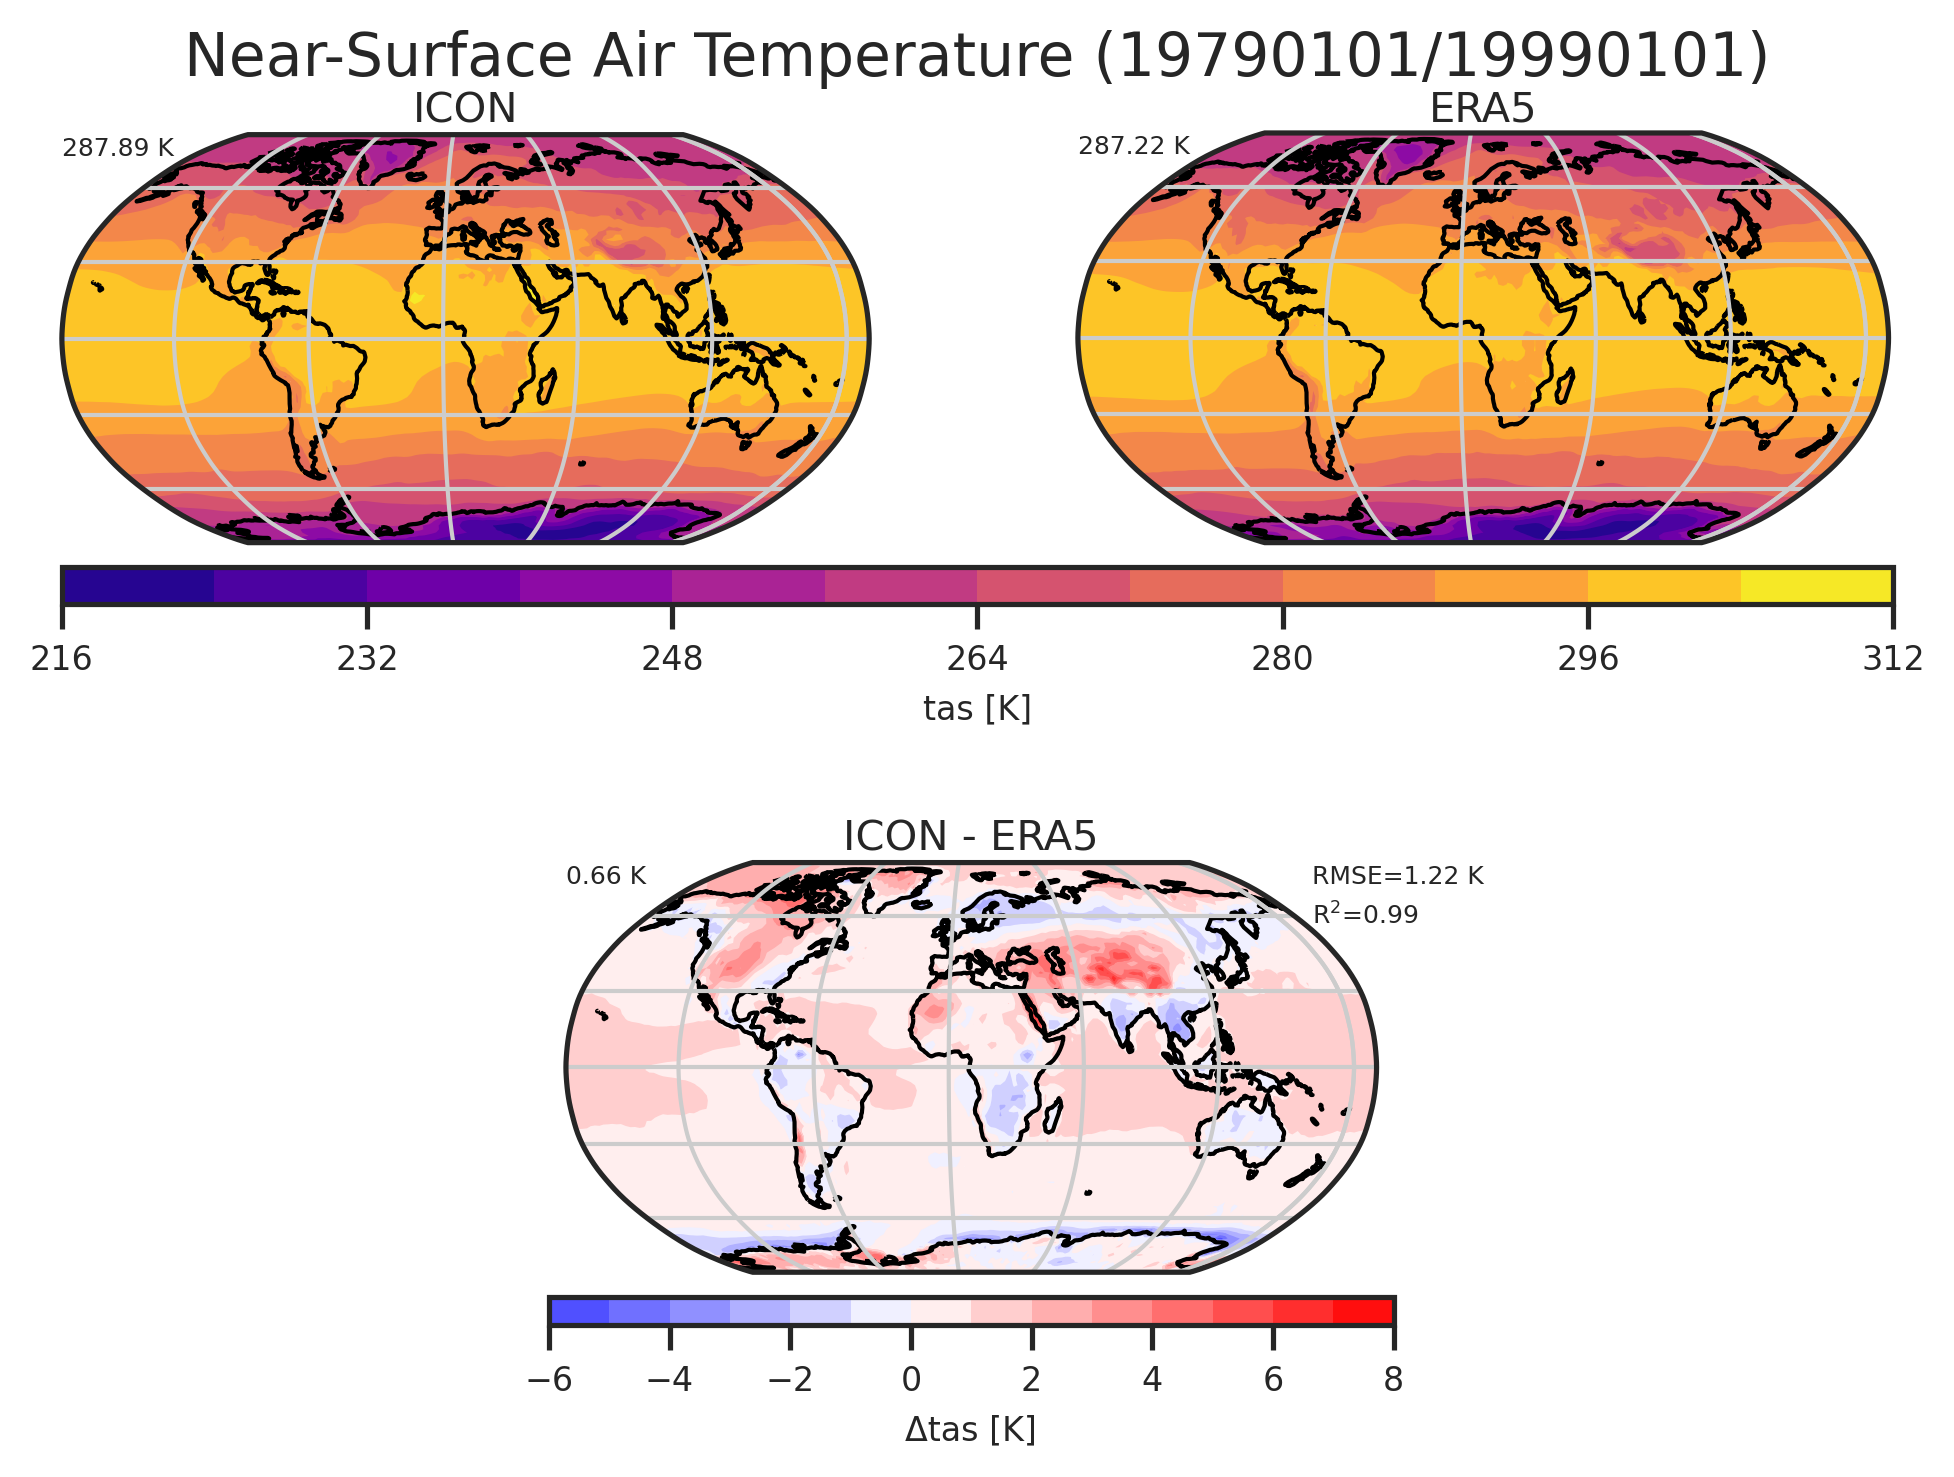 Near-Surface Air Temperature (19790101/19990101)
ICON
ERA5
287.89 K
287.22 K
216 232 248 264 280 296 312
tas [K]
ICON - ERA5
0.66 K
RMSE=1.22 K
R²=0.99
−6 −4 −2 0 2 4 6 8
Δtas [K]